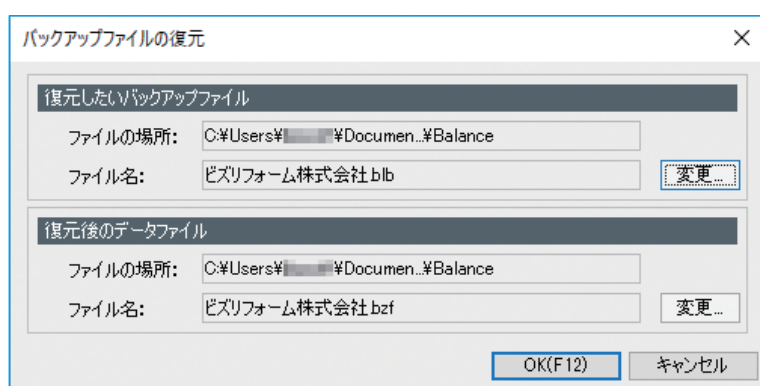 バックアップファイルの復元
復元したいバックアップファイル
ファイルの場所: C:¥Users¥ ¥Documen..¥Balance
ファイル名: ビズリフォーム株式会社.blb 変更...
復元後のデータファイル
ファイルの場所: C:¥Users¥ ¥Documen..¥Balance
ファイル名: ビズリフォーム株式会社.bzf 変更...
OK(F12) キャンセル